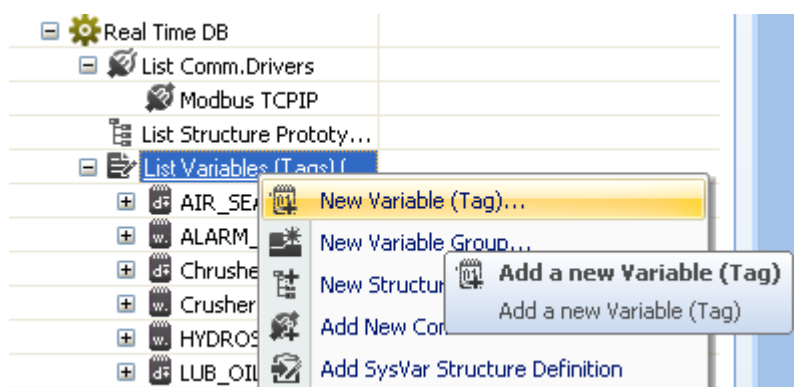 Real Time DB
List Comm.Drivers
Modbus TCPIP
List Structure Prototy...
List Variables (Tags) (
AIR_SEA
New Variable (Tag)...
ALARM_
New Variable Group...
Chrushe
New Structur
Add a new Variable (Tag)
Add a new Variable (Tag)
Crusher
HYDROS
Add New Con
LUB_OIL
Add SysVar Structure Definition